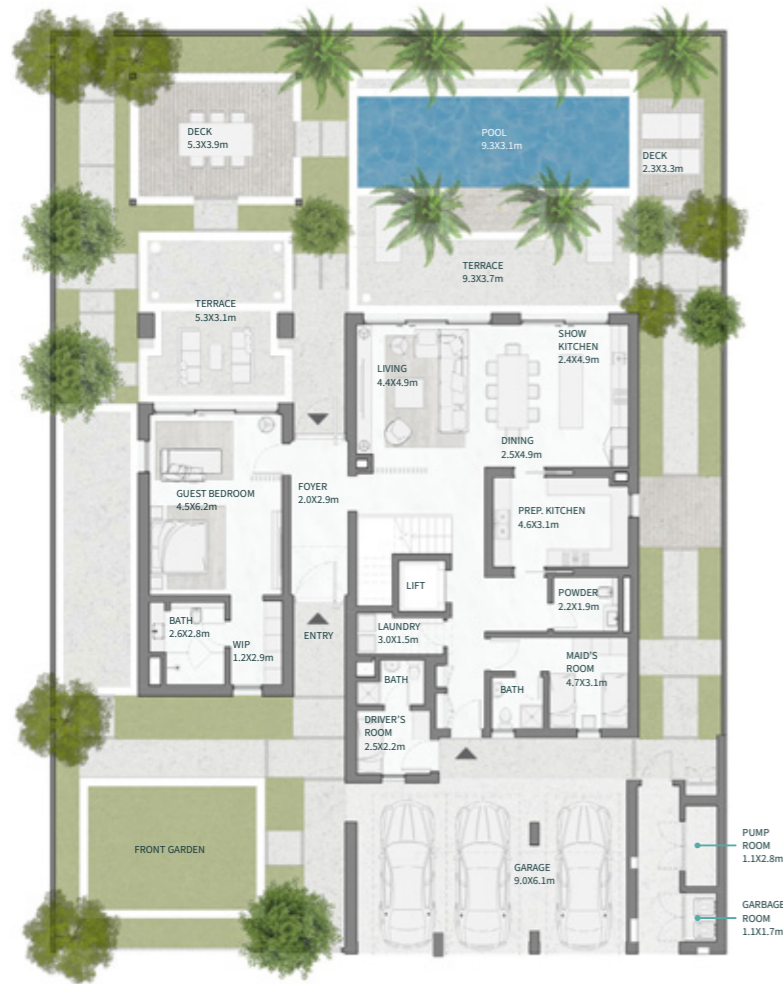 DECK
5.3X3.9m
POOL
9.3X3.1m
DECK
2.3X3.3m
TERRACE
9.3X3.7m
TERRACE
5.3X3.1m
SHOW
KITCHEN
2.4X4.9m
LIVING
4.4X4.9m
DINING
2.5X4.9m
GUEST BEDROOM
4.5X6.2m
FOYER
2.0X2.9m
PREP. KITCHEN
4.6X3.1m
LIFT
POWDER
2.2X1.9m
BATH
2.6X2.8m
WIP
1.2X2.9m
ENTRY
LAUNDRY
3.0X1.5m
MAID'S
ROOM
4.7X3.1m
BATH
BATH
DRIVER'S
ROOM
2.5X2.2m
FRONT GARDEN
GARAGE
9.0X6.1m
PUMP
ROOM
1.1X2.8m
GARBAGE
ROOM
1.1X1.7m